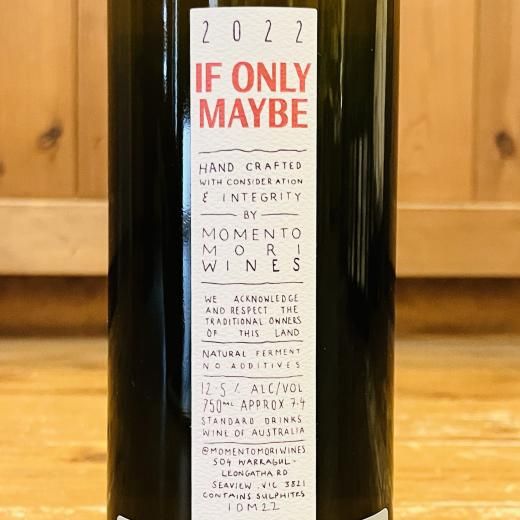 2022
IF ONLY
MAYBE
HAND CRAFTED
WITH CONSIDERATION
& INTEGRITY
BY
MOMENTO
MORI
WINES
WE ACKNOWLEDGE
AND RESPECT THE
TRADITIONAL OWNERS
OF THIS LAND
NATURAL FERMENT
NO ADDITIVES
12.5% ALC/VOL
750ML APPROX 7.4
STANDARD DRINKS
WINE OF AUSTRALIA
@MOMENTOMORIWINES
504 WARRAGUL-
LEONGATHA RD
SEAVIEW. VIC 3821
CONTAINS SULPHITES
IOM22